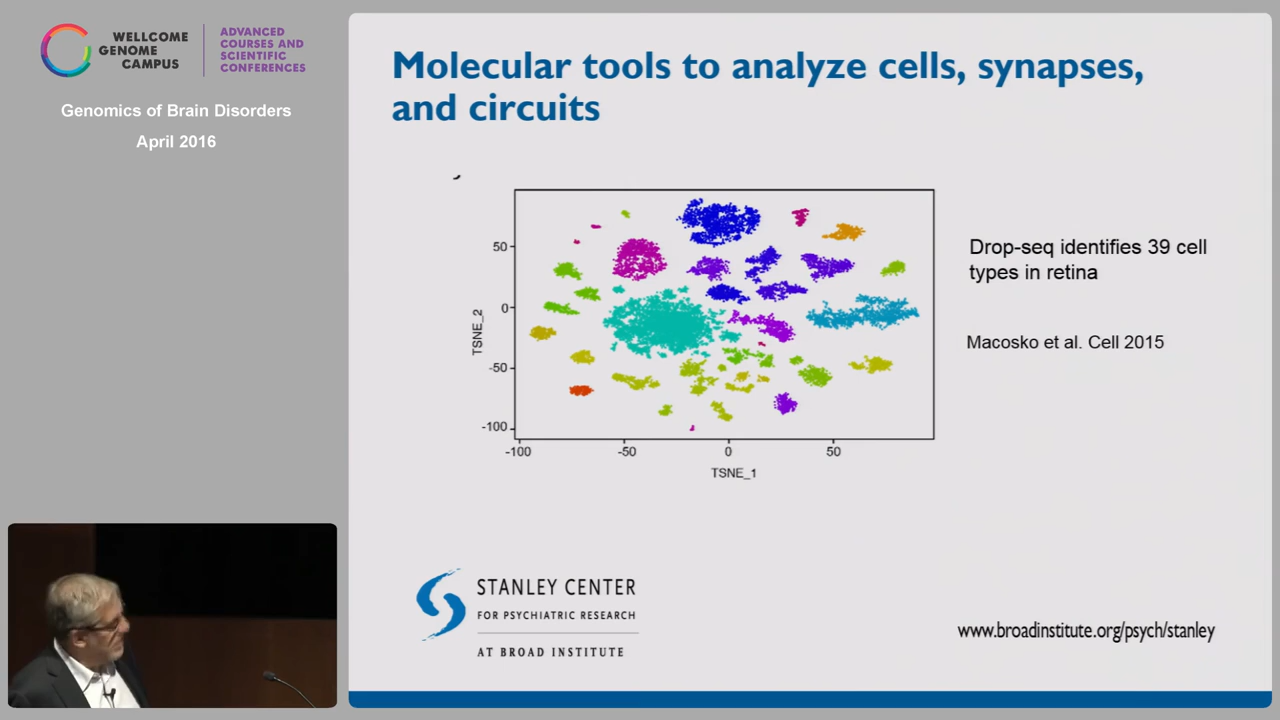 WELLCOME
GENOME
CAMPUS
ADVANCED
COURSES AND
SCIENTIFIC
CONFERENCES
Genomics of Brain Disorders
April 2016
Molecular tools to analyze cells, synapses,
and circuits
50
0
-50
-100
TSNE_2
-100
-50
0
50
TSNE_1
Drop-seq identifies 39 cell
types in retina
Macosko et al. Cell 2015
STANLEY CENTER
FOR PSYCHIATRIC RESEARCH
AT BROAD INSTITUTE
www.broadinstitute.org/psych/stanley